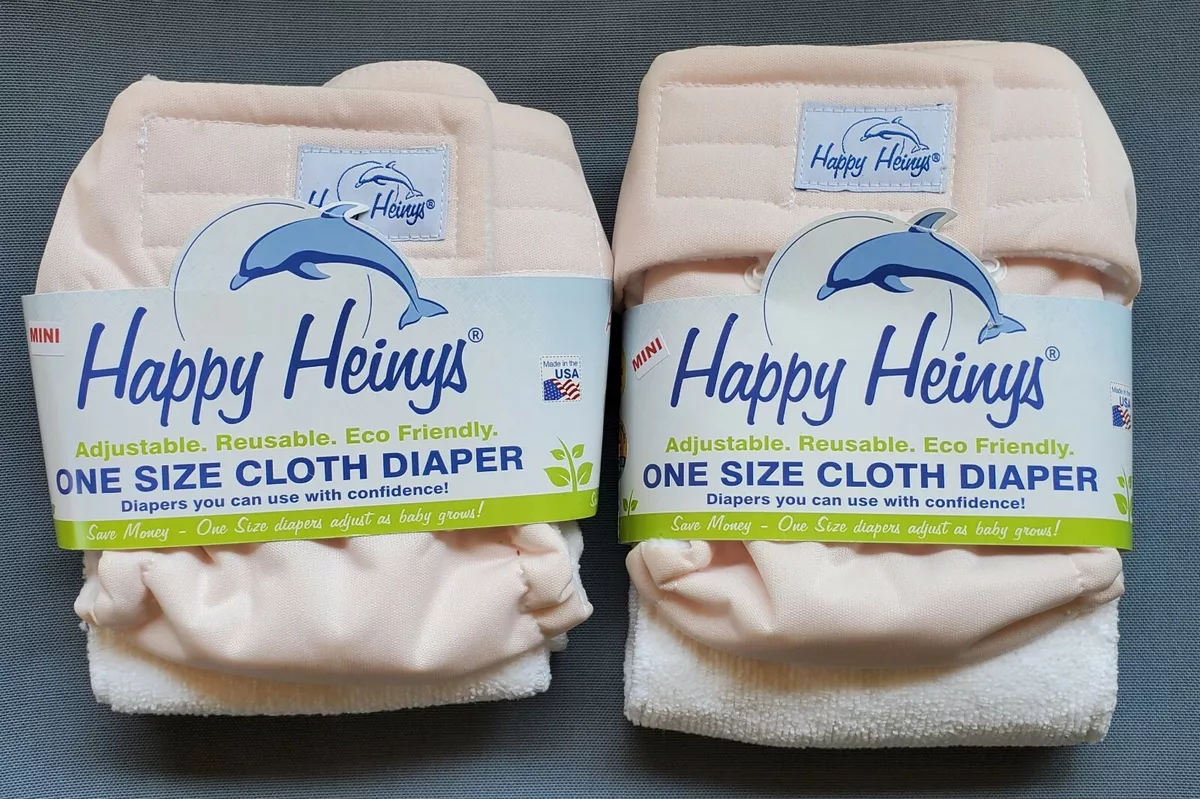 Heinys®
MINI
Happy Heinys®
Made in the
USA
Adjustable. Reusable. Eco Friendly.
ONE SIZE CLOTH DIAPER
Diapers you can use with confidence!
Save Money - One Size diapers adjust as baby grows!
Happy Heinys®
MINI
Happy Heinys®
Made in the
USA
Adjustable. Reusable. Eco Friendly.
ONE SIZE CLOTH DIAPER
Diapers you can use with confidence!
Save Money - One Size diapers adjust as baby grows!